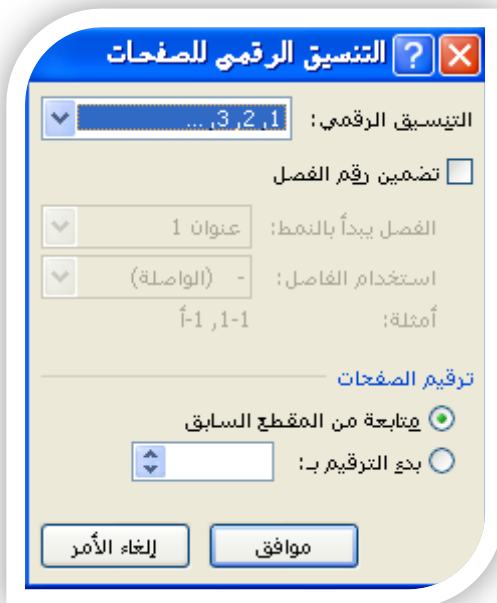 التنسيق الرقمي للصفحات
التنسيق الرقمي: 1, 2, 3, ...
تضمين رقم الفصل
الفصل يبدأ بالنمط: عنوان 1
استخدام الفاصل: - (الواصلة)
أمثلة: 1-1, 1-أ
ترقيم الصفحات
متابعة من المقطع السابق
بدء الترقيم بـ:
موافق إلغاء الأمر